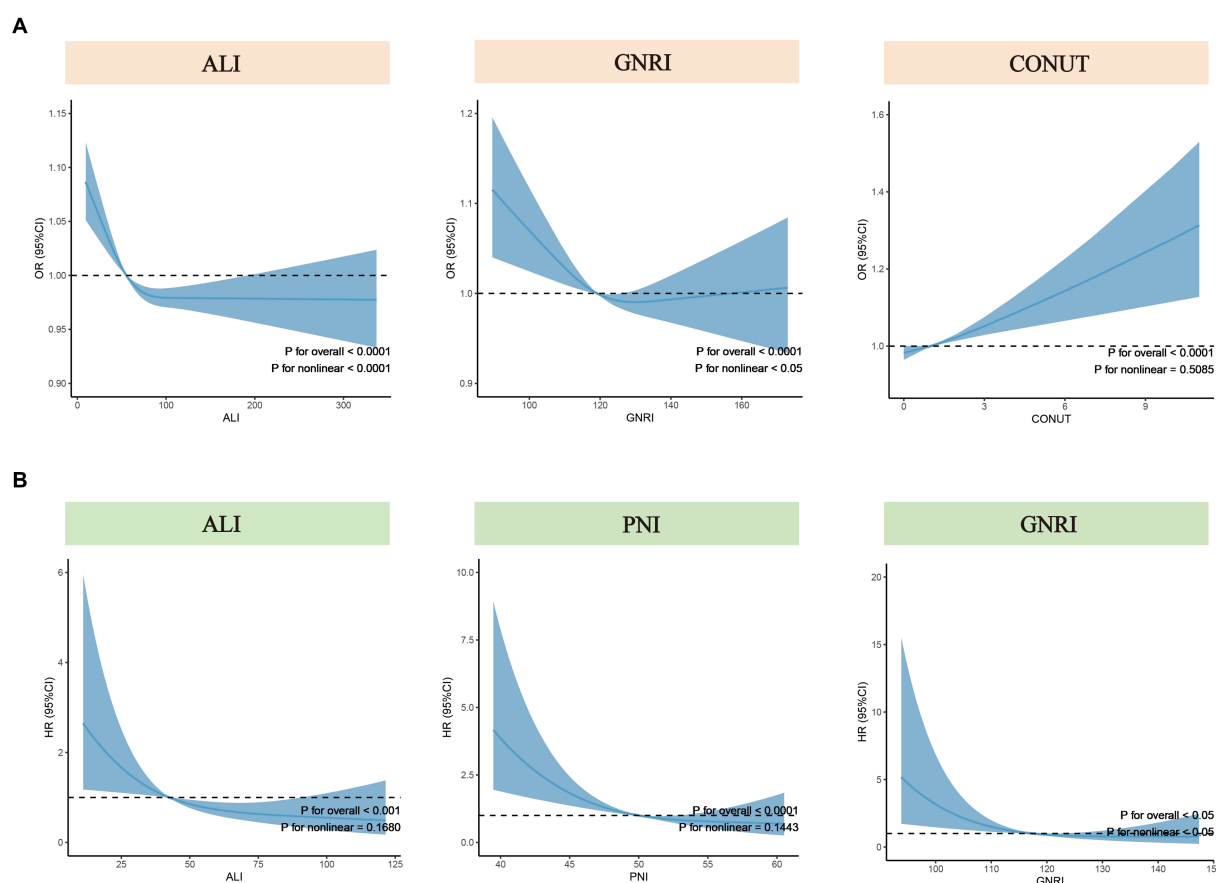 A
ALI
GNRI
CONUT
OR (95%CI)
1.15
1.10
1.05
1.00
0.95
0.90
P for overall < 0.0001
P for nonlinear < 0.0001
0
100
200
300
ALI
OR (95%CI)
1.2
1.1
1.0
0.9
P for overall < 0.0001
P for nonlinear < 0.05
100
120
140
160
GNRI
OR (95%CI)
1.6
1.4
1.2
1.0
P for overall < 0.0001
P for nonlinear = 0.5085
0
3
6
9
CONUT
B
ALI
PNI
GNRI
HR (95%CI)
6
4
2
0
P for overall < 0.001
P for nonlinear = 0.1680
25
50
75
100
125
ALI
HR (95%CI)
10.0
7.5
5.0
2.5
0.0
P for overall < 0.0001
P for nonlinear = 0.1443
40
45
50
55
60
PNI
HR (95%CI)
20
15
10
5
0
P for overall < 0.05
P for nonlinear < 0.05
100
110
120
130
140
15
GNRI